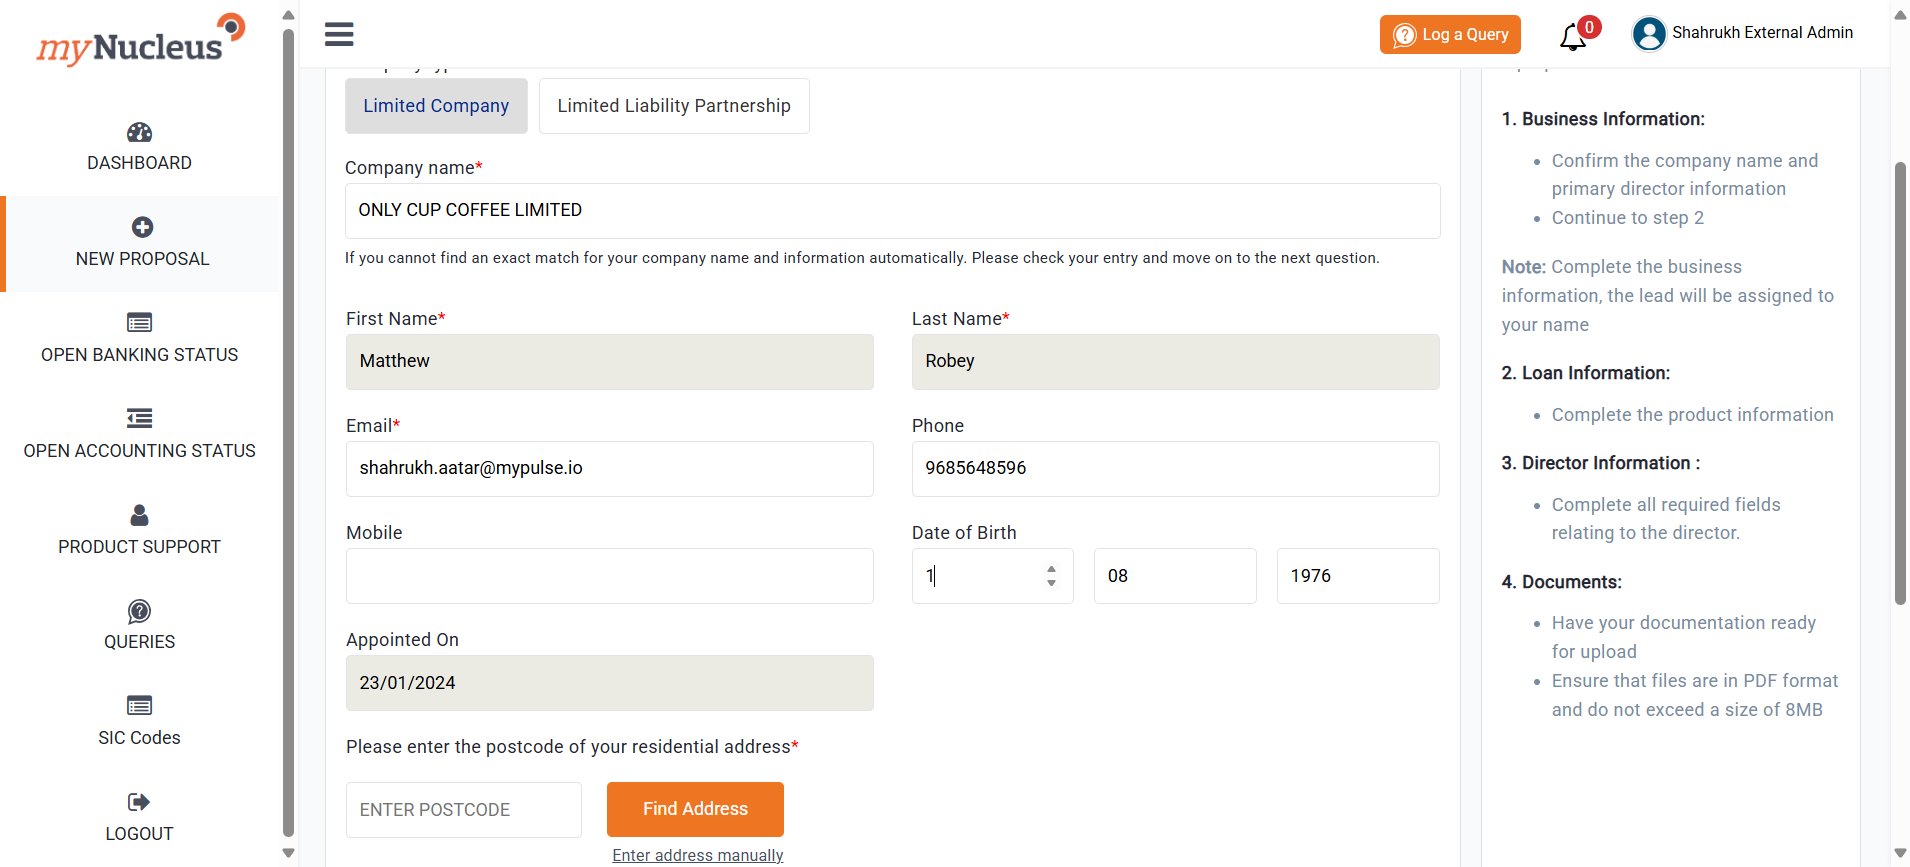 myNucleus
Log a Query
0
Shahrukh External Admin
DASHBOARD
NEW PROPOSAL
OPEN BANKING STATUS
OPEN ACCOUNTING STATUS
PRODUCT SUPPORT
QUERIES
SIC Codes
LOGOUT
Limited Company
Limited Liability Partnership
Company name*
ONLY CUP COFFEE LIMITED
If you cannot find an exact match for your company name and information automatically. Please check your entry and move on to the next question.
First Name*
Last Name*
Matthew
Robey
Email*
Phone
shahrukh.aatar@mypulse.io
9685648596
Mobile
Date of Birth
1
08
1976
Appointed On
23/01/2024
Please enter the postcode of your residential address*
ENTER POSTCODE
Find Address
Enter address manually
1. Business Information:
Confirm the company name and
primary director information
Continue to step 2
Note: Complete the business
information, the lead will be assigned to
your name
2. Loan Information:
Complete the product information
3. Director Information :
Complete all required fields
relating to the director.
4. Documents:
Have your documentation ready
for upload
Ensure that files are in PDF format
and do not exceed a size of 8MB